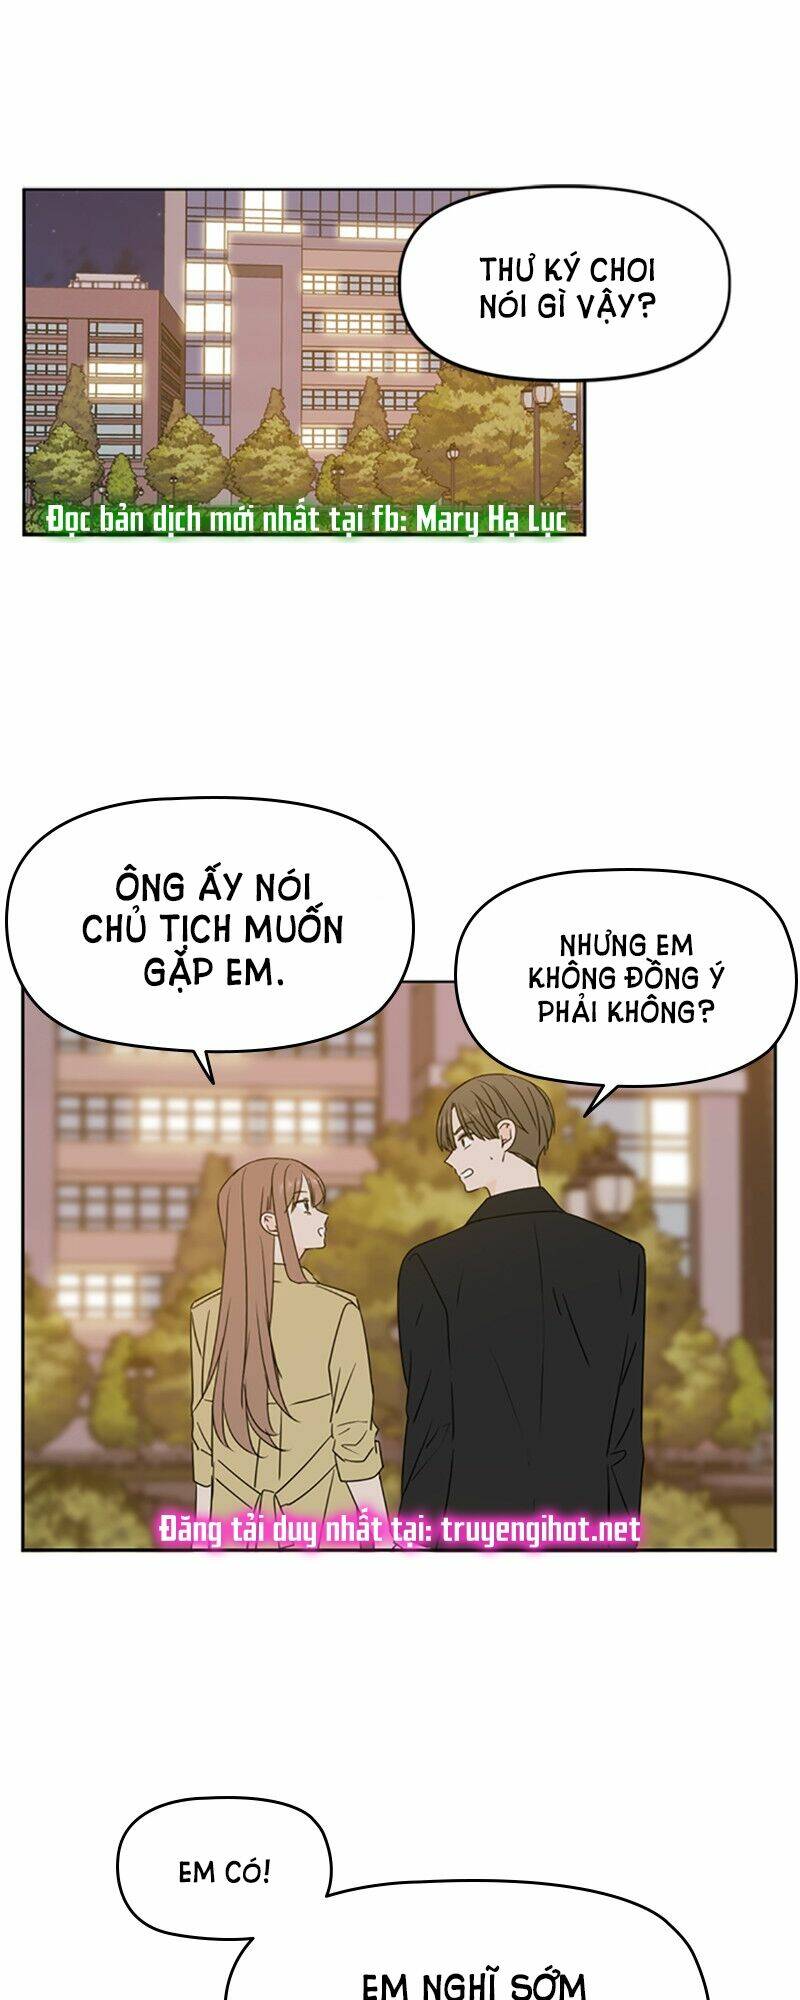 THƯ KÝ CHOI
NÓI GÌ VẬY?
Đọc bản dịch mới nhất tại fb: Mary Hạ Lục
ÔNG ẤY NÓI
CHỦ TỊCH MUỐN
GẶP EM.
NHƯNG EM
KHÔNG ĐỒNG Ý
PHẢI KHÔNG?
Đăng tải duy nhất tại: truyengihot.net
EM CÓ!
EM NGHĨ SỚM